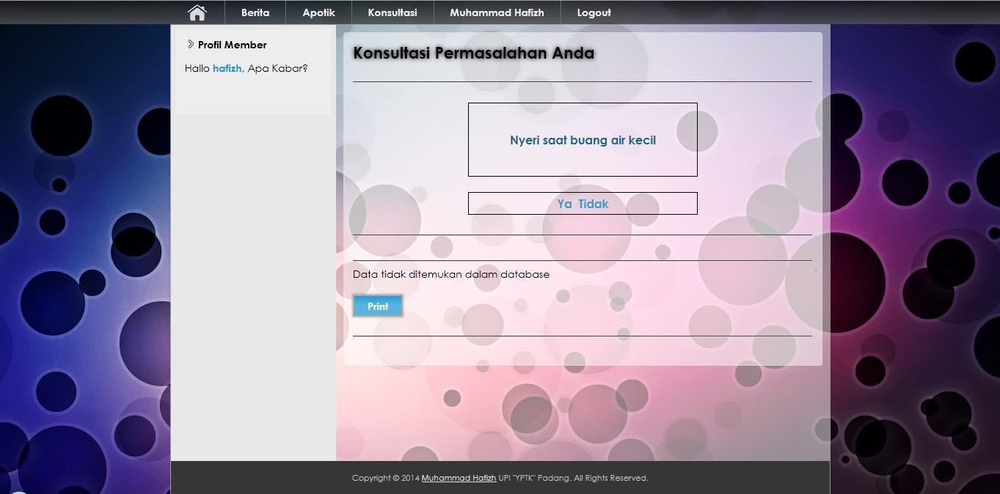 Berita Apotik Konsultasi Muhammad Hafizh Logout
Profil Member
Hallo hafizh, Apa Kabar?
Konsultasi Permasalahan Anda
Nyeri saat buang air kecil
Ya Tidak
Data tidak ditemukan dalam database
Print
Copyright © 2014 Muhammad Hafizh UPI "YPTK" Padang. All Rights Reserved.